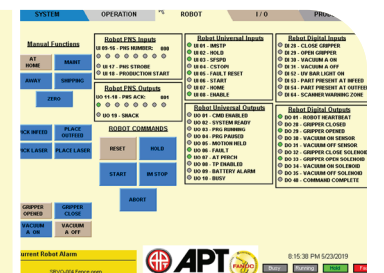 SYSTEM OPERATION ROBOT I / O
Manual Functions
AT HOME
MAINT
AWAY
SHIPPING
ZERO
PLACE OUTFEED
PLACE LASER
GRIPPER OPENED
GRIPPER CLOSE
VACUUM A ON
VACUUM A OFF
Robot PNS Inputs
UI 09-16 - PNS NUMBER: 000
UI 17 - PNS STROBE
UI 18 - PRODUCTION START
Robot PNS Outputs
UO 11-18 - PNS ACK: 000
UO 19 - SNACK
ROBOT COMMANDS
RESET
HOLD
START
IM STOP
ABORT
Robot Universal Inputs
UI 01 - IMSTP
UI 02 - HOLD
UI 03 - SFSPD
UI 04 - CSTOPI
UI 05 - FAULT RESET
UI 06 - START
UI 07 - HOME
UI 08 - ENABLE
Robot Universal Outputs
UO 01 - CMD ENABLED
UO 02 - SYSTEM READY
UO 03 - PRG RUNNING
UO 04 - PRG PAUSED
UO 05 - MOTION HELD
UO 06 - FAULT
UO 07 - AT PERCH
UO 08 - TP ENABLED
UO 09 - BATTERY ALARM
UO 10 - BUSY
Robot Digital Inputs
DI 28 - CLOSE GRIPPER
DI 29 - OPEN GRIPPER
DI 30 - VACUUM A ON
DI 31 - VACUUM A OFF
DI 52 - UV BAR LIGHT ON
DI 53 - PART PRESENT AT INFEED
DI 54 - PART PRESENT AT OUTFEED
DI 64 - SCANNER WARNING ZONE
Robot Digital Outputs
DO 01 - ROBOT HEARTBEAT
DO 28 - GRIPPER CLOSED
DO 29 - GRIPPER OPENED
DO 30 - VACUUM ON SENSOR
DO 31 - VACUUM OFF SENSOR
DO 32 - GRIPPER CLOSE SOLENOID
DO 33 - GRIPPER OPEN SOLENOID
DO 34 - VACUUM ON SOLENOID
DO 35 - VACUUM OFF SOLENOID
DO 48 - COMMAND COMPLETE
urrent Robot Alarm
APT
FANUC
8:15:38 PM 5/23/2019
Busy Running Hold